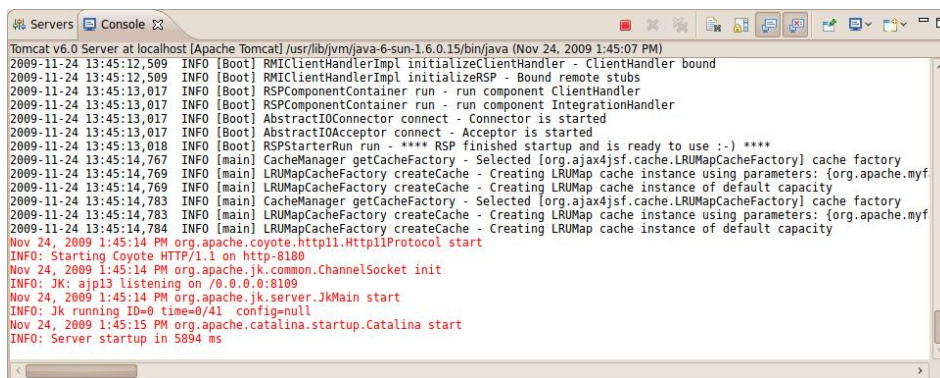 Servers Console
Tomcat v6.0 Server at localhost [Apache Tomcat] /usr/lib/jvm/java-6-sun-1.6.0.15/bin/java (Nov 24, 2009 1:45:07 PM)
2009-11-24 13:45:12,509 INFO [Boot] RMIClientHandlerImpl initializeClientHandler - ClientHandler bound
2009-11-24 13:45:12,509 INFO [Boot] RMIClientHandlerImpl initializeRSP - Bound remote stubs
2009-11-24 13:45:13,017 INFO [Boot] RSPComponentContainer run - run component ClientHandler
2009-11-24 13:45:13,017 INFO [Boot] RSPComponentContainer run - run component IntegrationHandler
2009-11-24 13:45:13,017 INFO [Boot] AbstractIOConnector connect - Connector is started
2009-11-24 13:45:13,017 INFO [Boot] AbstractIOAcceptor connect - Acceptor is started
2009-11-24 13:45:13,018 INFO [Boot] RSPStarterRun run - **** RSP finished startup and is ready to use :-) ****
2009-11-24 13:45:14,767 INFO [main] CacheManager getCacheFactory - Selected [org.ajax4jsf.cache.LRUMapCacheFactory] cache factory
2009-11-24 13:45:14,769 INFO [main] LRUMapCacheFactory createCache - Creating LRUMap cache instance using parameters: {org.apache.myf
2009-11-24 13:45:14,769 INFO [main] LRUMapCacheFactory createCache - Creating LRUMap cache instance of default capacity
2009-11-24 13:45:14,783 INFO [main] CacheManager getCacheFactory - Selected [org.ajax4jsf.cache.LRUMapCacheFactory] cache factory
2009-11-24 13:45:14,783 INFO [main] LRUMapCacheFactory createCache - Creating LRUMap cache instance using parameters: {org.apache.myf
2009-11-24 13:45:14,784 INFO [main] LRUMapCacheFactory createCache - Creating LRUMap cache instance of default capacity
Nov 24, 2009 1:45:14 PM org.apache.coyote.http11.Http11Protocol start
INFO: Starting Coyote HTTP/1.1 on http-8180
Nov 24, 2009 1:45:14 PM org.apache.jk.common.ChannelSocket init
INFO: JK: ajp13 listening on /0.0.0.0:8109
Nov 24, 2009 1:45:14 PM org.apache.jk.server.JkMain start
INFO: Jk running ID=0 time=0/41 config=null
Nov 24, 2009 1:45:15 PM org.apache.catalina.startup.Catalina start
INFO: Server startup in 5894 ms